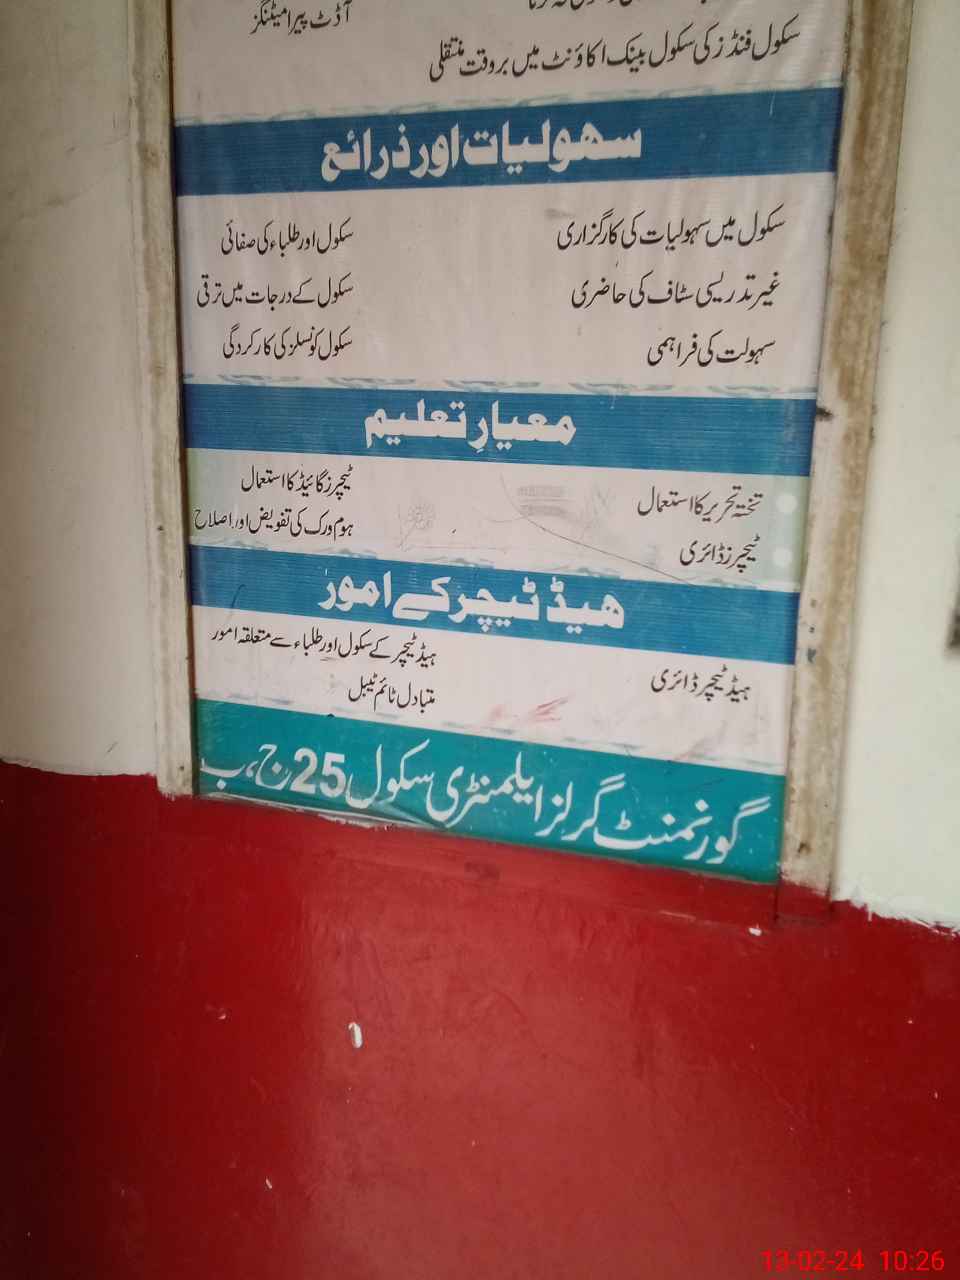 آڈٹ پیرا میٹنگز
سکول فنڈز کی سکول بینک اکاؤنٹ میں بروقت منتقلی
سہولیات اور ذرائع
سکول میں سہولیات کی کارگزاری
سکول اور طلباء کی صفائی
غیر تدریسی سٹاف کی حاضری
سکول کے درجات میں ترقی
سہولت کی فراہمی
سکول کونسلز کی کارکردگی
معیارِ تعلیم
تختہ تحریر کا استعمال
ٹیچرز گائیڈ کا استعمال
ٹیچرز ڈائری
ہوم ورک کی تفویض اور اصلاح
ھیڈ ٹیچر کے امور
ہیڈ ٹیچر ڈائری
ہیڈ ٹیچر کے سکول اور طلباء سے متعلقہ امور
متبادل ٹائم ٹیبل
گورنمنٹ گرلز ایلمنٹری سکول 25 ج، ب
13-02-24 10:26